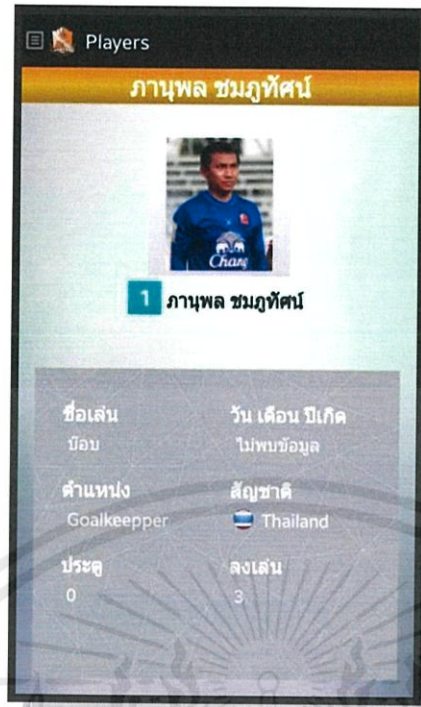 Players
ภานุพล ชมภูทัศน์
Chang
1 ภานุพล ชมภูทัศน์
ชื่อเล่น วัน เดือน ปีเกิด
บ๊อบ ไม่พบข้อมูล
ตำแหน่ง สัญชาติ
Goalkeepper Thailand
ประตู ลงเล่น
0 3